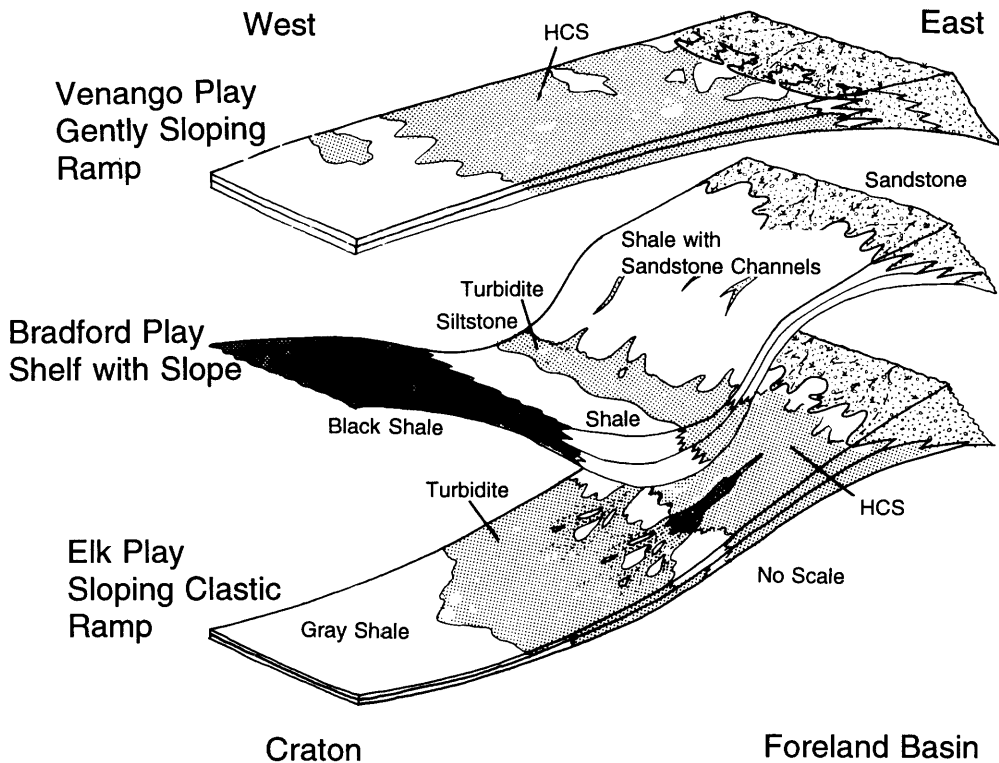 West
East
HCS
Venango Play
Gently Sloping
Ramp
Sandstone
Shale with
Sandstone Channels
Turbidite
Siltstone
Bradford Play
Shelf with Slope
Black Shale
Shale
Turbidite
HCS
Elk Play
Sloping Clastic
Ramp
No Scale
Gray Shale
Craton
Foreland Basin